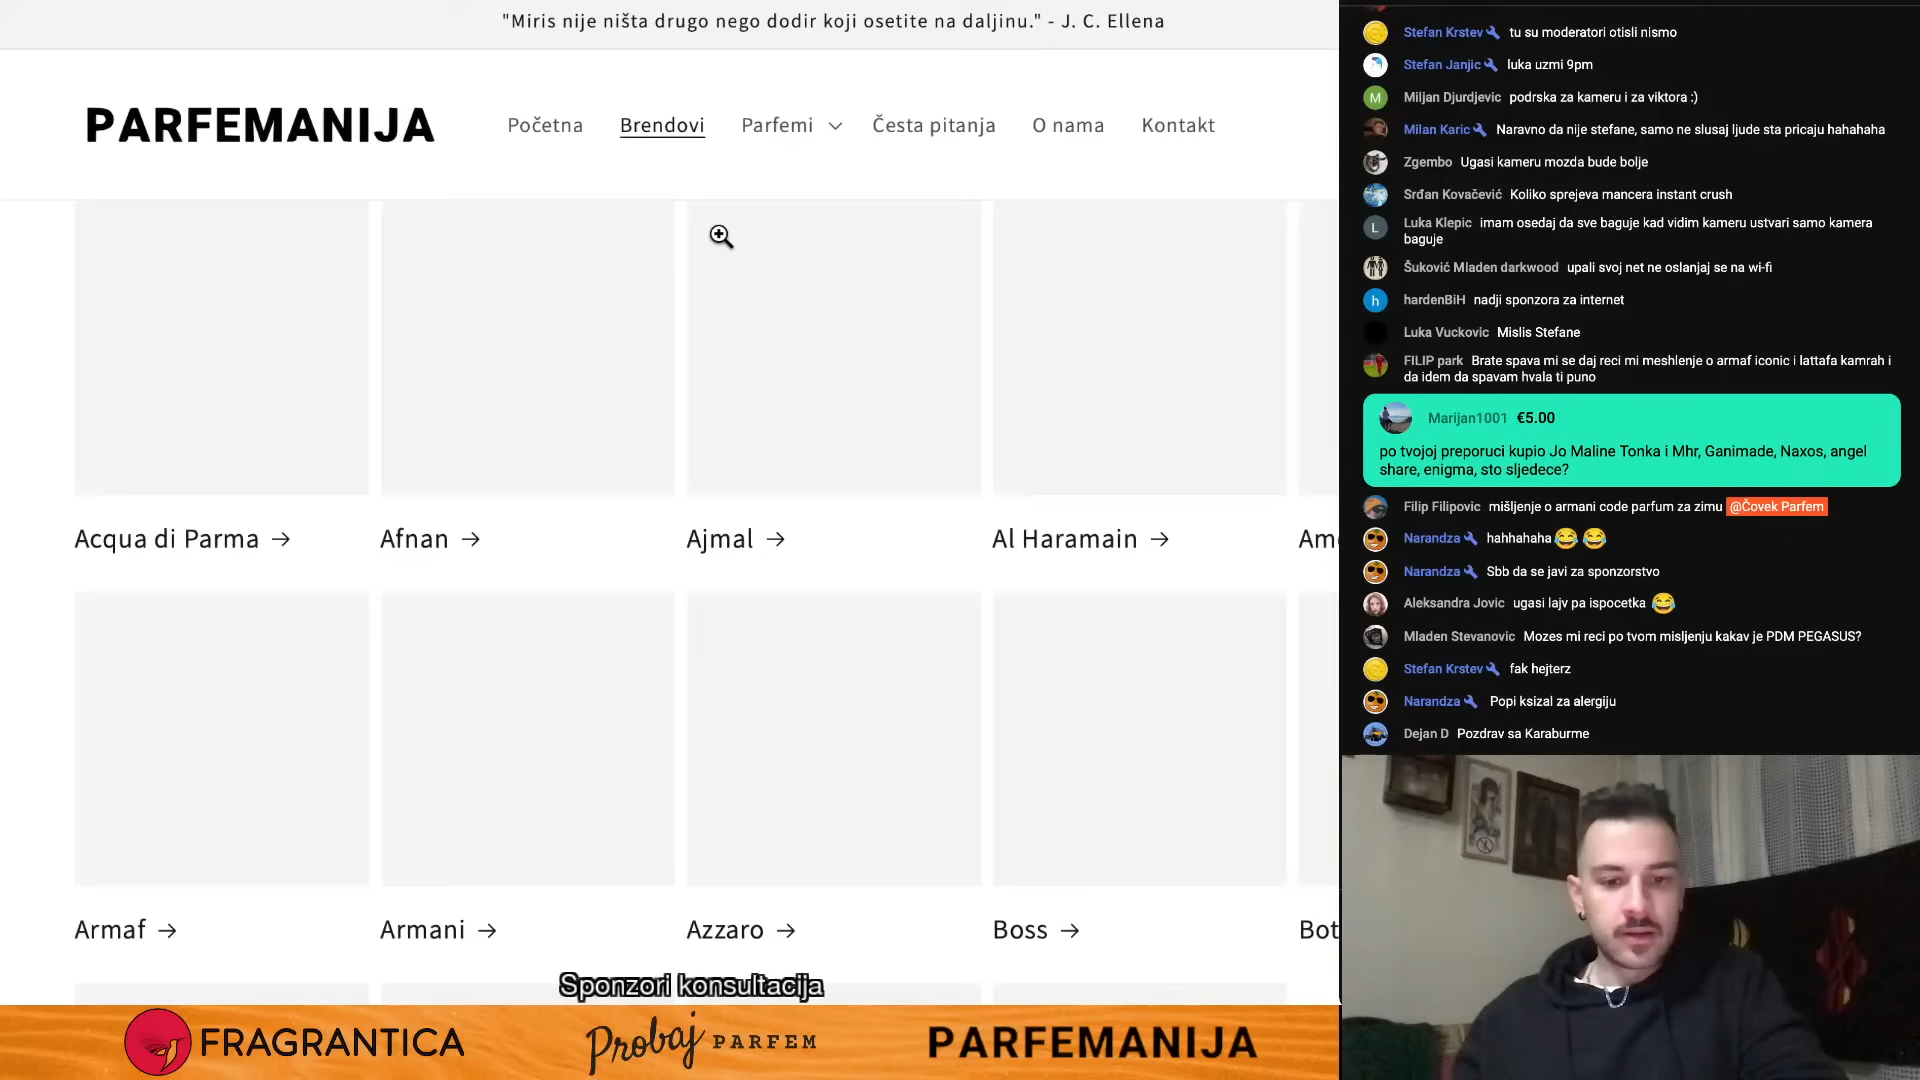 "Miris nije ništa drugo nego dodir koji osetite na daljinu." - J. C. Ellena
PARFEMANIJA
Početna
Brendovi
Parfemi
Česta pitanja
O nama
Kontakt
Acqua di Parma →
Afnan →
Ajmal →
Al Haramain →
Armaf →
Armani →
Azzaro →
Boss →
Sponzori konsultacija
FRAGRANTICA
Probaj PARFEM
PARFEMANIJA
Stefan Krstev tu su moderatori otisli nismo
Stefan Janjic luka uzmi 9pm
M
Miljan Djurdjevic podrska za kameru i za viktora :)
Milan Karic Naravno da nije stefane, samo ne slusaj ljude sta pricaju hahahaha
Zgembo Ugasi kameru mozda bude bolje
Srđan Kovačević Koliko sprejeva mancera instant crush
L
Luka Klepic imam osedaj da sve baguje kad vidim kameru ustvari samo kamera
baguje
Šuković Mladen darkwood upali svoj net ne oslanjaj se na wi-fi
h
hardenBiH nadji sponzora za internet
Luka Vuckovic Mislis Stefane
FILIP park Brate spava mi se daj reci mi meshlenje o armaf iconic i lattafa kamrah i
da idem da spavam hvala ti puno
Marijan1001 €5.00
po tvojoj preporuci kupio Jo Maline Tonka i Mhr, Ganimade, Naxos, angel
share, enigma, sto sljedece?
Filip Filipovic mišljenje o armani code parfum za zimu @Čovek Parfem
Narandza hahhahaha😂😂
Narandza Sbb da se javi za sponzorstvo
Aleksandra Jovic ugasi lajv pa ispocetka 😂
Mladen Stevanovic Mozes mi reci po tvom misljenju kakav je PDM PEGASUS?
Stefan Krstev fak hejterz
Narandza Popi ksizal za alergiju
Dejan D Pozdrav sa Karaburme